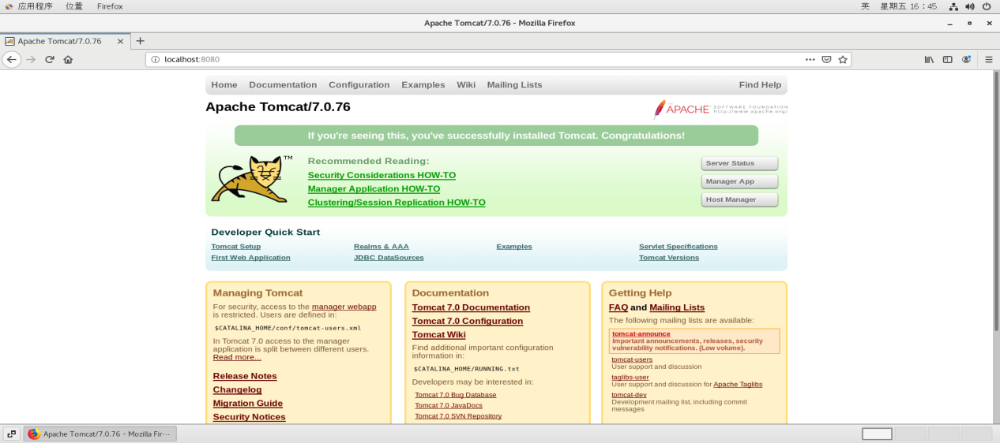 应用程序 位置 Firefox 英 星期五 16:45
Apache Tomcat/7.0.76 - Mozilla Firefox
Apache Tomcat/7.0.76
localhost:8080
Home Documentation Configuration Examples Wiki Mailing Lists Find Help
Apache Tomcat/7.0.76
APACHE SOFTWARE FOUNDATION
http://www.apache.org/
If you're seeing this, you've successfully installed Tomcat. Congratulations!
TM
Recommended Reading:
Security Considerations HOW-TO
Manager Application HOW-TO
Clustering/Session Replication HOW-TO
Server Status
Manager App
Host Manager
Developer Quick Start
Tomcat Setup
First Web Application
Realms & AAA
JDBC DataSources
Examples
Servlet Specifications
Tomcat Versions
Managing Tomcat
For security, access to the manager webapp
is restricted. Users are defined in:
$CATALINA_HOME/conf/tomcat-users.xml
In Tomcat 7.0 access to the manager
application is split between different users.
Read more...
Release Notes
Changelog
Migration Guide
Security Notices
Documentation
Tomcat 7.0 Documentation
Tomcat 7.0 Configuration
Tomcat Wiki
Find additional important configuration
information in:
$CATALINA_HOME/RUNNING.txt
Developers may be interested in:
Tomcat 7.0 Bug Database
Tomcat 7.0 JavaDocs
Tomcat 7.0 SVN Repository
Getting Help
FAQ and Mailing Lists
The following mailing lists are available:
tomcat-announce
Important announcements, releases, security
vulnerability notifications. (Low volume).
tomcat-users
User support and discussion
taglibs-user
User support and discussion for Apache Taglibs
tomcat-dev
Development mailing list, including commit
messages
Apache Tomcat/7.0.76 - Mozilla Fir···